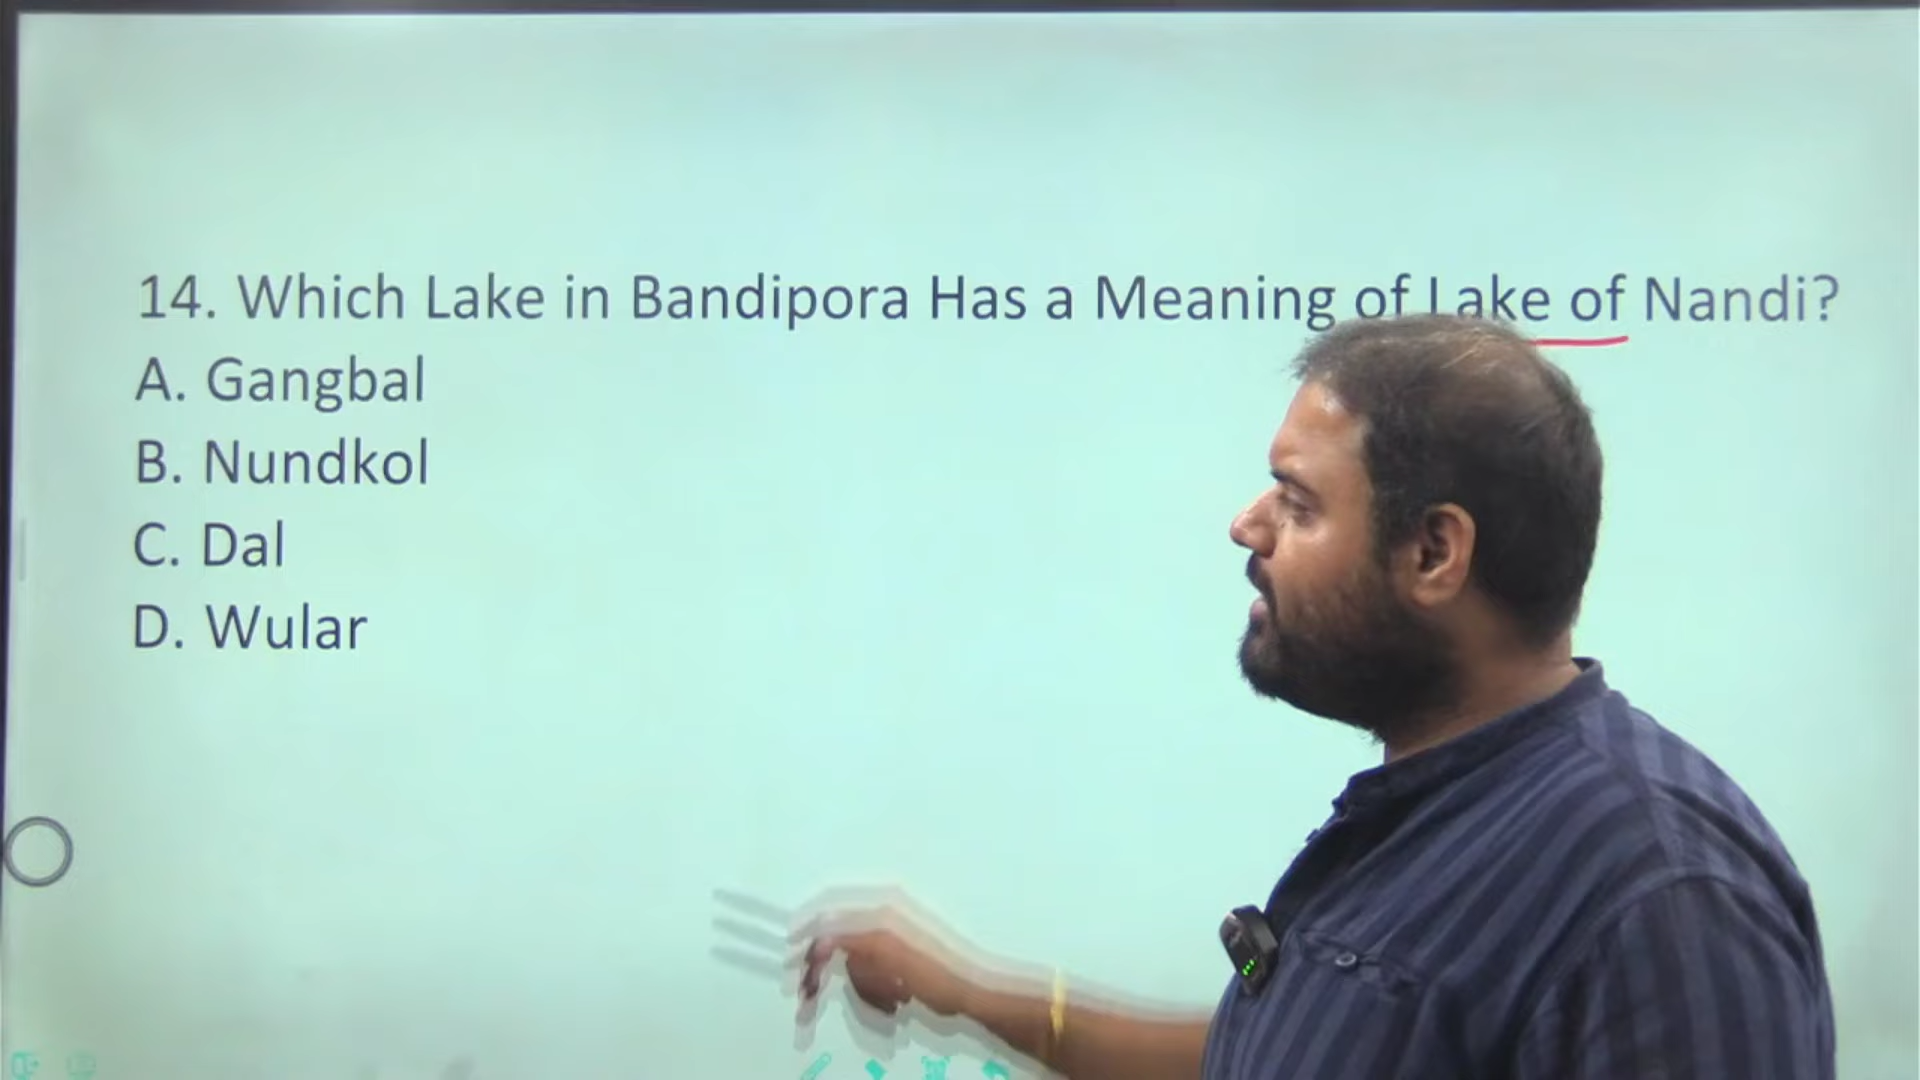 14. Which Lake in Bandipora Has a Meaning of Lake of Nandi?
A. Gangbal
B. Nundkol
C. Dal
D. Wular